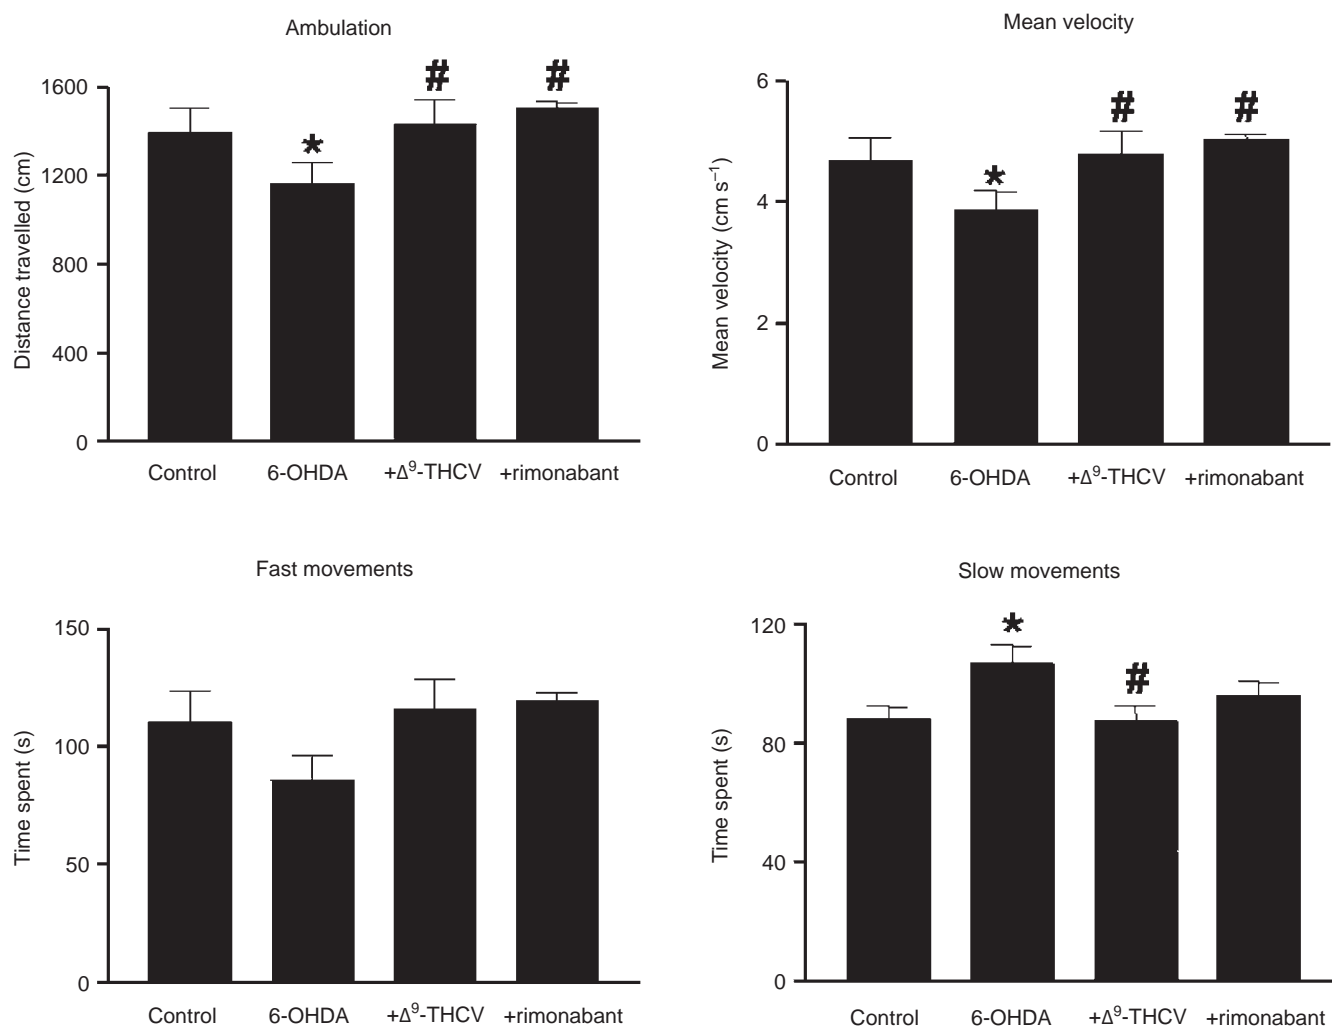 Ambulation
Distance travelled (cm)
1600
1200
800
400
0
*
#
#
Control 6-OHDA +Δ⁹-THCV +rimonabant
Mean velocity
Mean velocity (cm s⁻¹)
6
4
2
0
*
#
#
Control 6-OHDA +Δ⁹-THCV +rimonabant
Fast movements
Time spent (s)
150
100
50
0
Control 6-OHDA +Δ⁹-THCV +rimonabant
Slow movements
Time spent (s)
120
80
40
0
*
#
Control 6-OHDA +Δ⁹-THCV +rimonabant